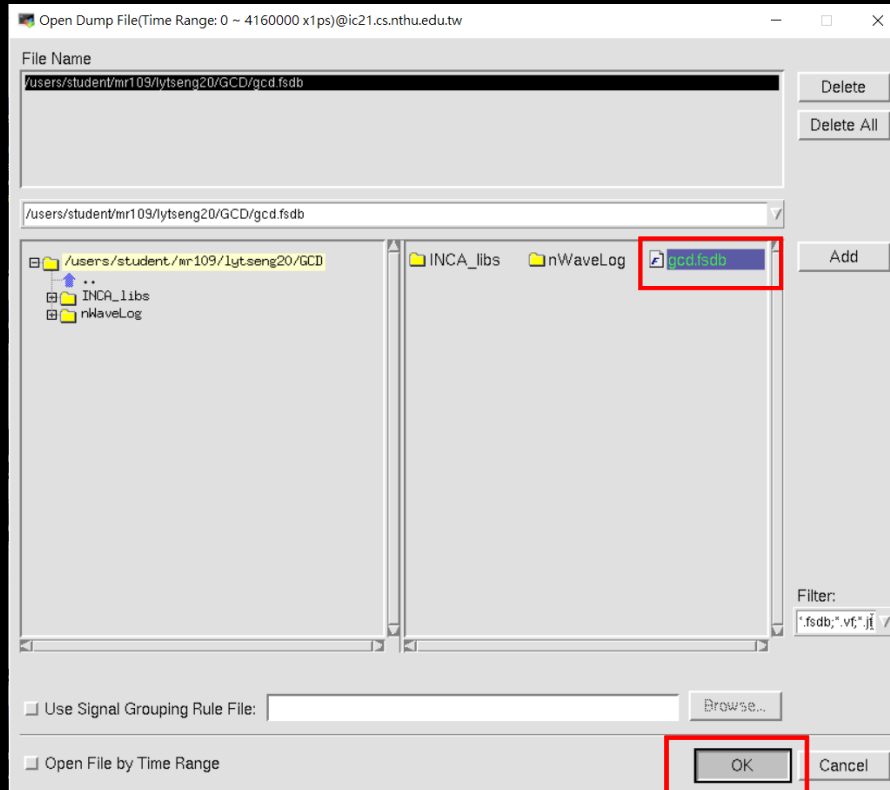 Open Dump File(Time Range: 0 ~ 4160000 x1ps)@ic21.cs.nthu.edu.tw
File Name
/users/student/mr109/lytseng20/GCD/gcd.fsdb
Delete
Delete All
/users/student/mr109/lytseng20/GCD/gcd.fsdb
/users/student/mr109/lytseng20/GCD
..
INCA_libs
nWaveLog
INCA_libs
nWaveLog
gcd.fsdb
Add
Filter:
*.fsdb;*.vf;*.j
Use Signal Grouping Rule File:
Browse...
Open File by Time Range
OK
Cancel